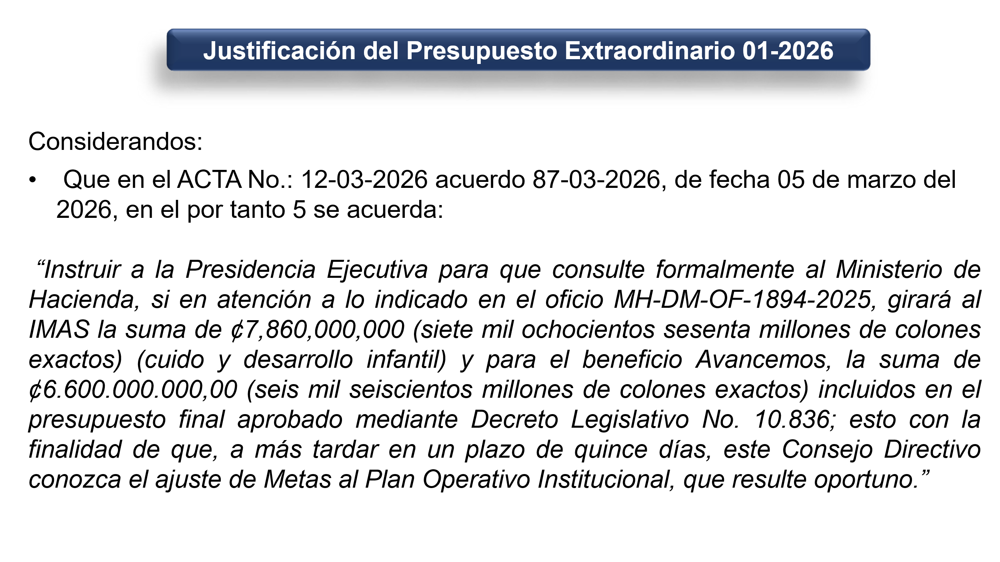 Justificación del Presupuesto Extraordinario 01-2026
Considerandos:
• Que en el ACTA No.: 12-03-2026 acuerdo 87-03-2026, de fecha 05 de marzo del
2026, en el por tanto 5 se acuerda:
“Instruir a la Presidencia Ejecutiva para que consulte formalmente al Ministerio de
Hacienda, si en atención a lo indicado en el oficio MH-DM-OF-1894-2025, girará al
IMAS la suma de ¢7,860,000,000 (siete mil ochocientos sesenta millones de colones
exactos) (cuido y desarrollo infantil) y para el beneficio Avancemos, la suma de
¢6.600.000.000,00 (seis mil seiscientos millones de colones exactos) incluidos en el
presupuesto final aprobado mediante Decreto Legislativo No. 10.836; esto con la
finalidad de que, a más tardar en un plazo de quince días, este Consejo Directivo
conozca el ajuste de Metas al Plan Operativo Institucional, que resulte oportuno.”